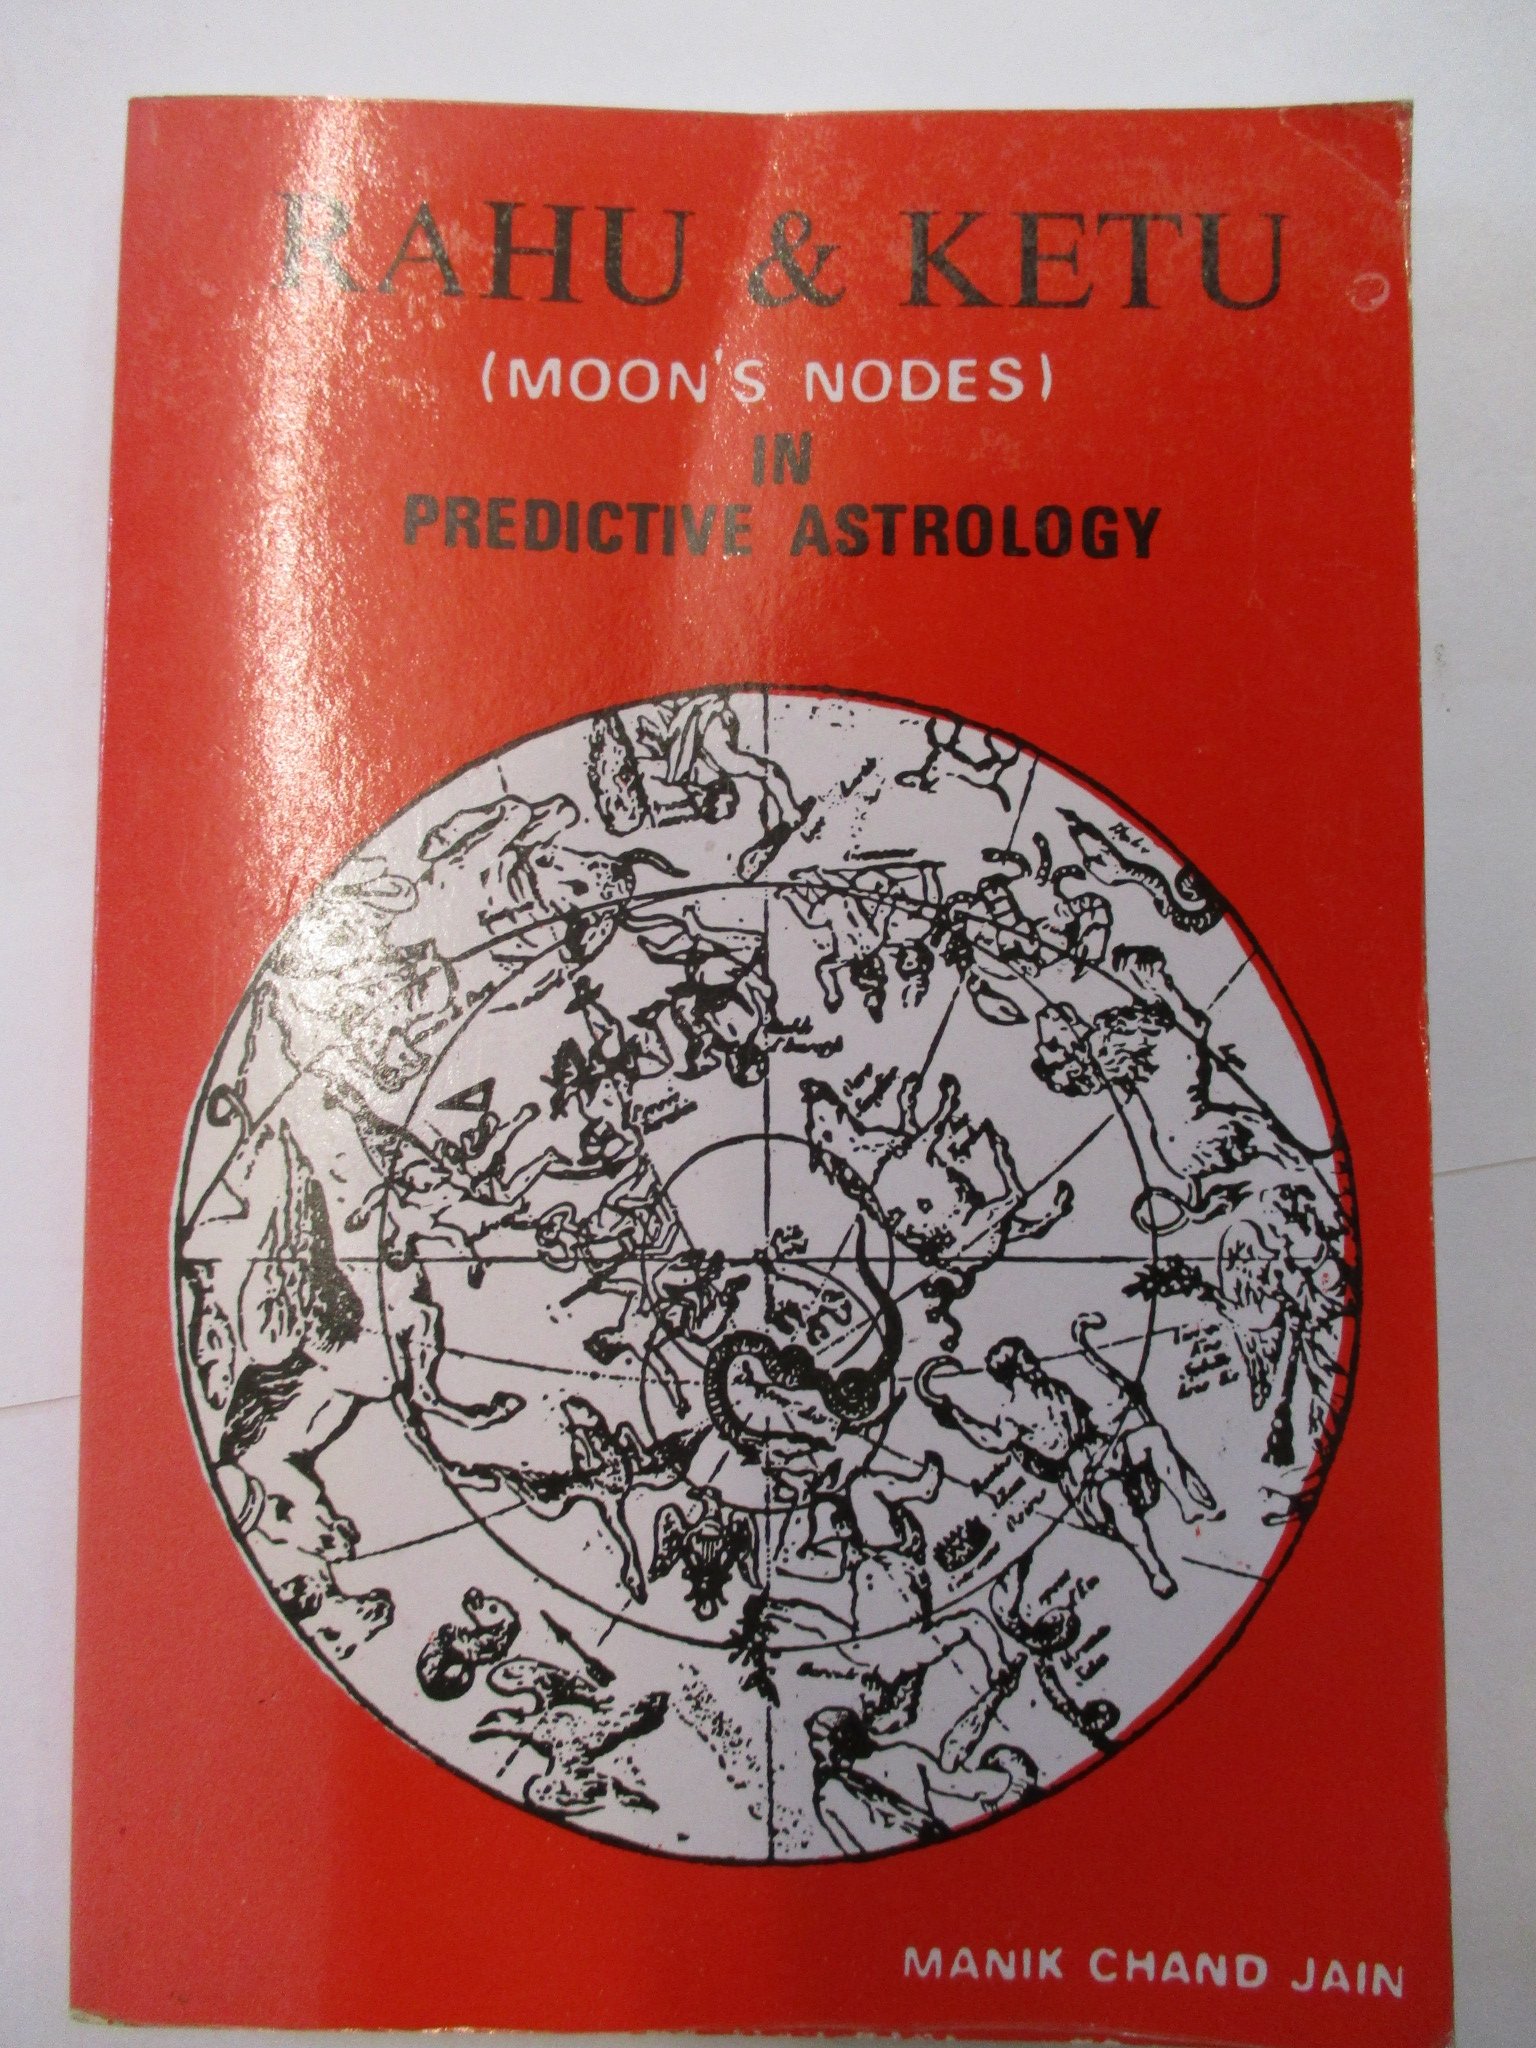 RAHU & KETU
(MOON'S NODES)
IN
PREDICTIVE ASTROLOGY
MANIK CHAND JAIN